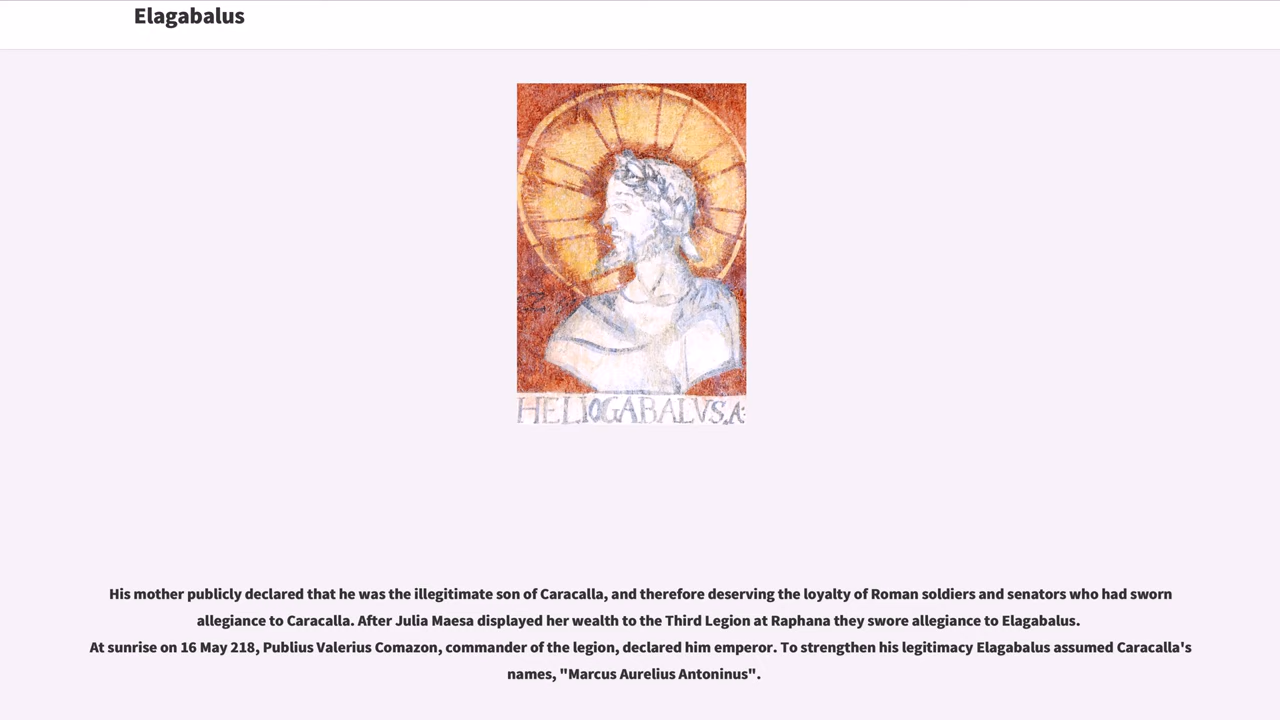 Elagabalus
HELIOGABALVS.A:
His mother publicly declared that he was the illegitimate son of Caracalla, and therefore deserving the loyalty of Roman soldiers and senators who had sworn
allegiance to Caracalla. After Julia Maesa displayed her wealth to the Third Legion at Raphana they swore allegiance to Elagabalus.
At sunrise on 16 May 218, Publius Valerius Comazon, commander of the legion, declared him emperor. To strengthen his legitimacy Elagabalus assumed Caracalla's
names, "Marcus Aurelius Antoninus".